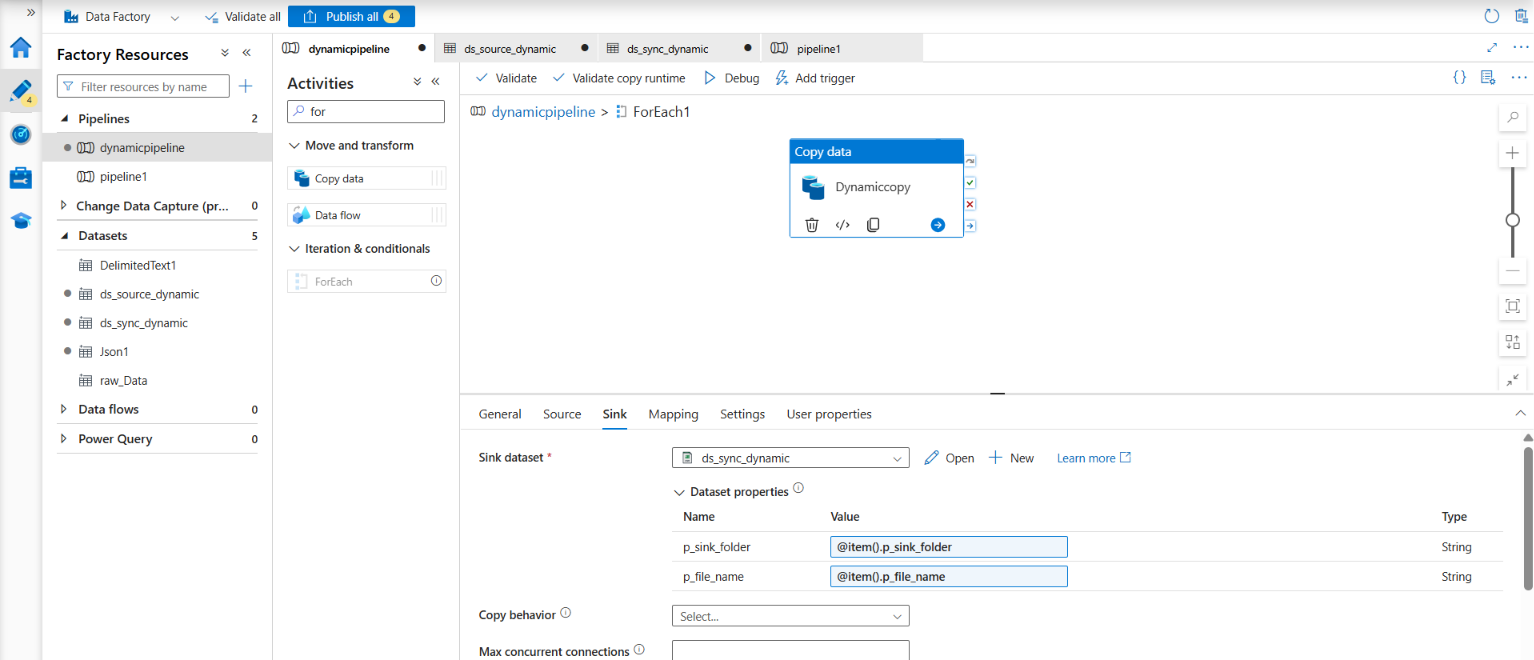 »
Data Factory
Validate all
Publish all 4
Factory Resources
«
Filter resources by name
4
Pipelines 2
dynamicpipeline
pipeline1
Change Data Capture (pr... 0
Datasets 5
DelimitedText1
ds_source_dynamic
ds_sync_dynamic
Json1
raw_Data
Data flows 0
Power Query 0
dynamicpipeline
ds_source_dynamic
ds_sync_dynamic
pipeline1
Activities
«
for
Move and transform
Copy data
Data flow
Iteration & conditionals
ForEach
Validate
Validate copy runtime
Debug
Add trigger
{}
dynamicpipeline > ForEach1
Copy data
Dynamiccopy
General Source Sink Mapping Settings User properties
Sink dataset *
ds_sync_dynamic
Open
New
Learn more
Dataset properties
Name Value Type
p_sink_folder @item().p_sink_folder String
p_file_name @item().p_file_name String
Copy behavior
Select...
Max concurrent connections